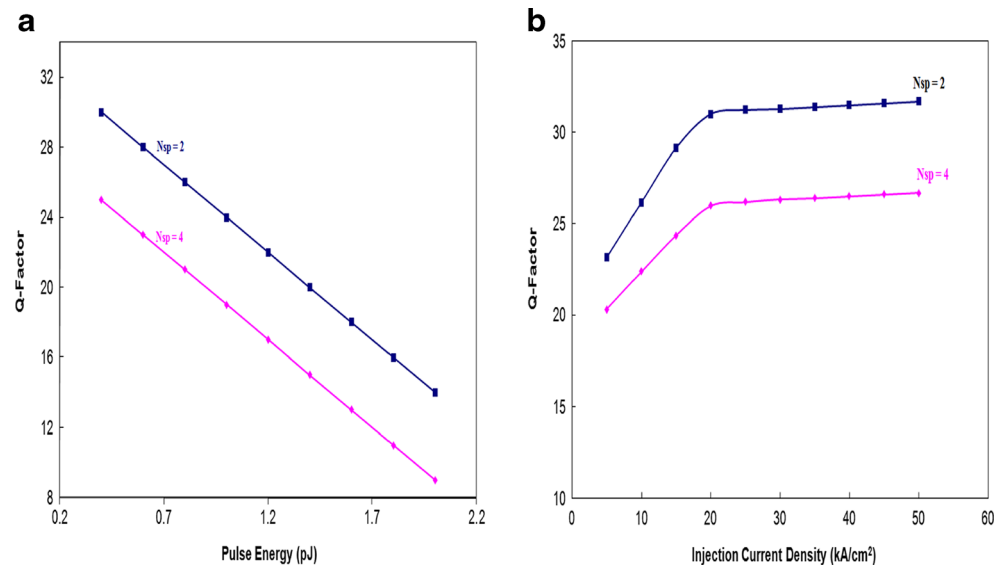 a
32
28
24
20
16
12
8
0.2 0.7 1.2 1.7 2.2
Q-Factor
Pulse Energy (pJ)
Nsp = 2
Nsp = 4
b
35
30
25
20
15
10
0 10 20 30 40 50 60
Q-Factor
Injection Current Density (kA/cm²)
Nsp = 2
Nsp = 4